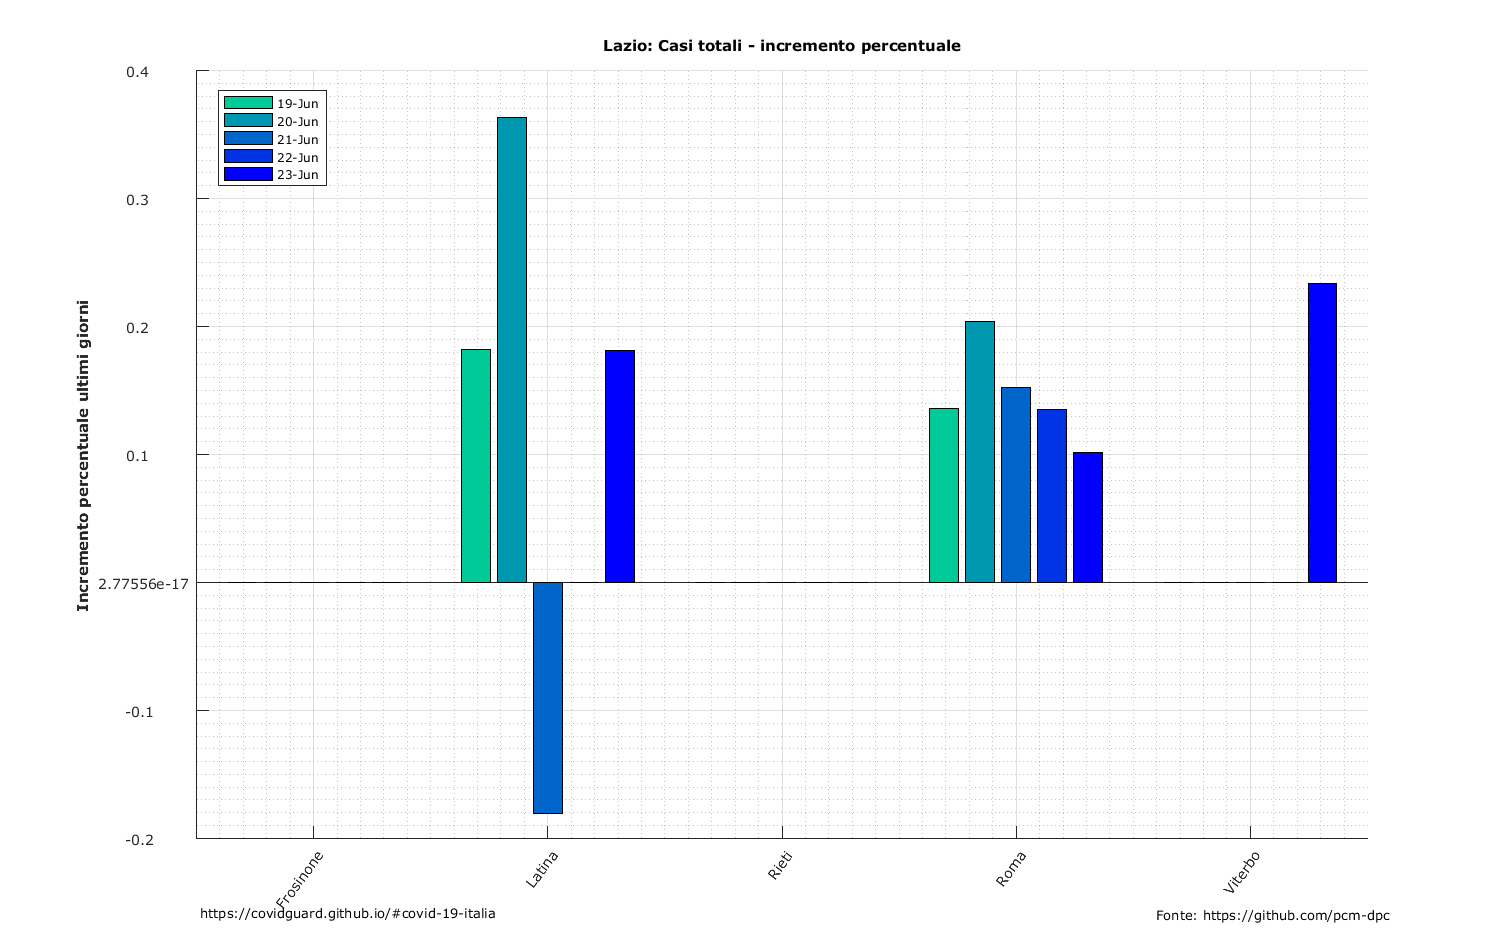 Lazio: Casi totali - incremento percentuale
Incremento percentuale ultimi giorni
0.4
0.3
0.2
0.1
2.77556e-17
-0.1
-0.2
19-Jun
20-Jun
21-Jun
22-Jun
23-Jun
Frosinone
Latina
Rieti
Roma
Viterbo
https://covidguard.github.io/#covid-19-italia
Fonte: https://github.com/pcm-dpc